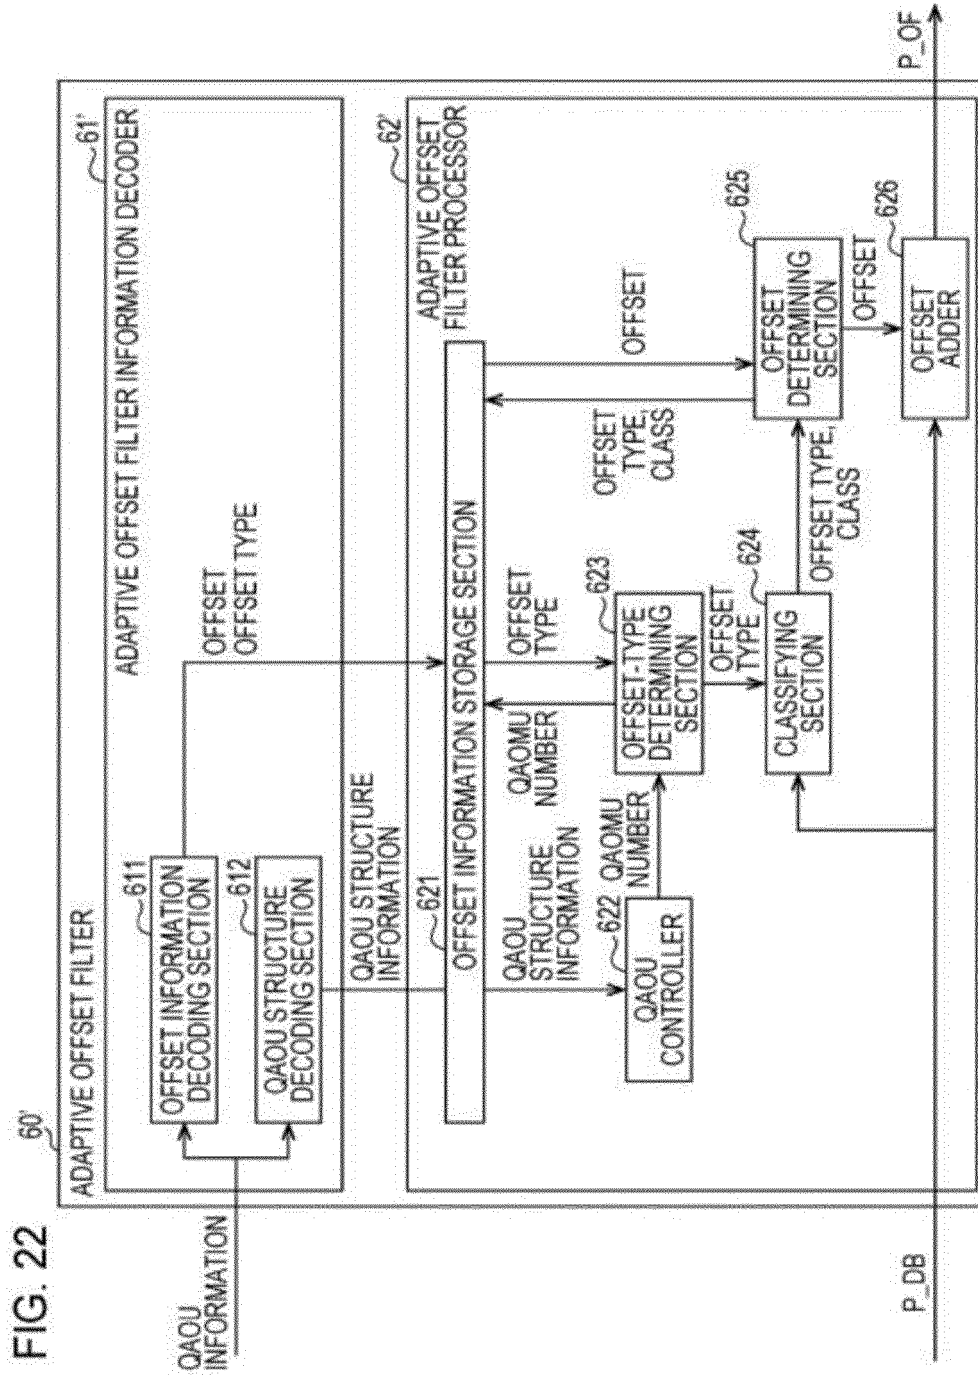 FIG. 22
60'
ADAPTIVE OFFSET FILTER
QAOU
INFORMATION
61'
ADAPTIVE OFFSET FILTER INFORMATION DECODER
611
OFFSET INFORMATION
DECODING SECTION
612
QAOU STRUCTURE
DECODING SECTION
OFFSET
OFFSET TYPE
QAOU STRUCTURE
INFORMATION
62'
ADAPTIVE OFFSET
FILTER PROCESSOR
621
OFFSET INFORMATION STORAGE SECTION
QAOU
STRUCTURE
INFORMATION
QAOMU
NUMBER
OFFSET
TYPE
OFFSET
TYPE,
CLASS
OFFSET
622
QAOU
CONTROLLER
QAOMU
NUMBER
623
OFFSET-TYPE
DETERMINING
SECTION
OFFSET
TYPE
624
CLASSIFYING
SECTION
OFFSET TYPE,
CLASS
625
OFFSET
DETERMINING
SECTION
OFFSET
626
OFFSET
ADDER
P_DB
P_OF